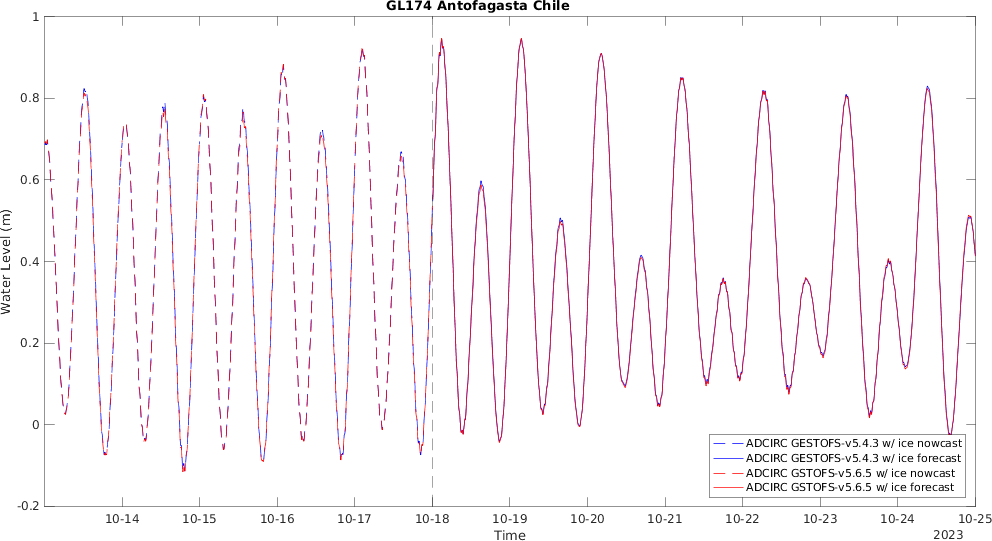 GL174 Antofagasta Chile
1
0.8
0.6
0.4
0.2
0
-0.2
Water Level (m)
10-14 10-15 10-16 10-17 10-18 10-19 10-20 10-21 10-22 10-23 10-24 10-25
Time
2023
ADCIRC GESTOFS-v5.4.3 w/ ice nowcast
ADCIRC GESTOFS-v5.4.3 w/ ice forecast
ADCIRC GSTOFS-v5.6.5 w/ ice nowcast
ADCIRC GSTOFS-v5.6.5 w/ ice forecast